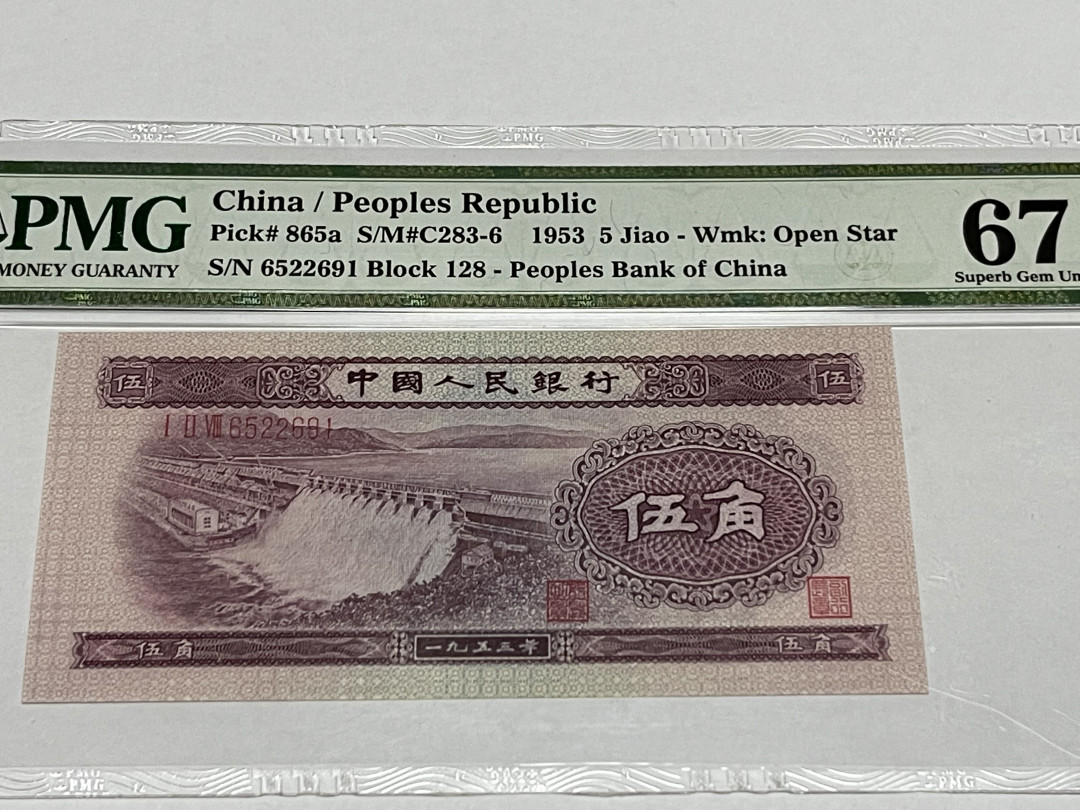 PMG
MONEY GUARANTY
China / Peoples Republic
Pick# 865a S/M#C283-6 1953 5 Jiao - Wmk: Open Star
S/N 6522691 Block 128 - Peoples Bank of China
67
Superb Gem Un
伍 中國人民銀行 伍
I II VIII 6522691
伍角
伍角 一九五三年 伍角